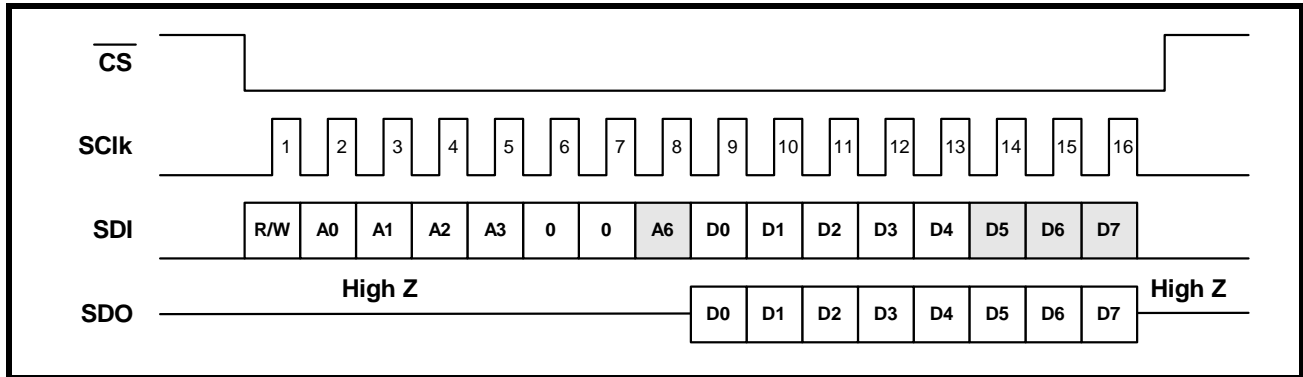 CS
SClk 1 2 3 4 5 6 7 8 9 10 11 12 13 14 15 16
SDI R/W A0 A1 A2 A3 0 0 A6 D0 D1 D2 D3 D4 D5 D6 D7
High Z High Z
SDO D0 D1 D2 D3 D4 D5 D6 D7